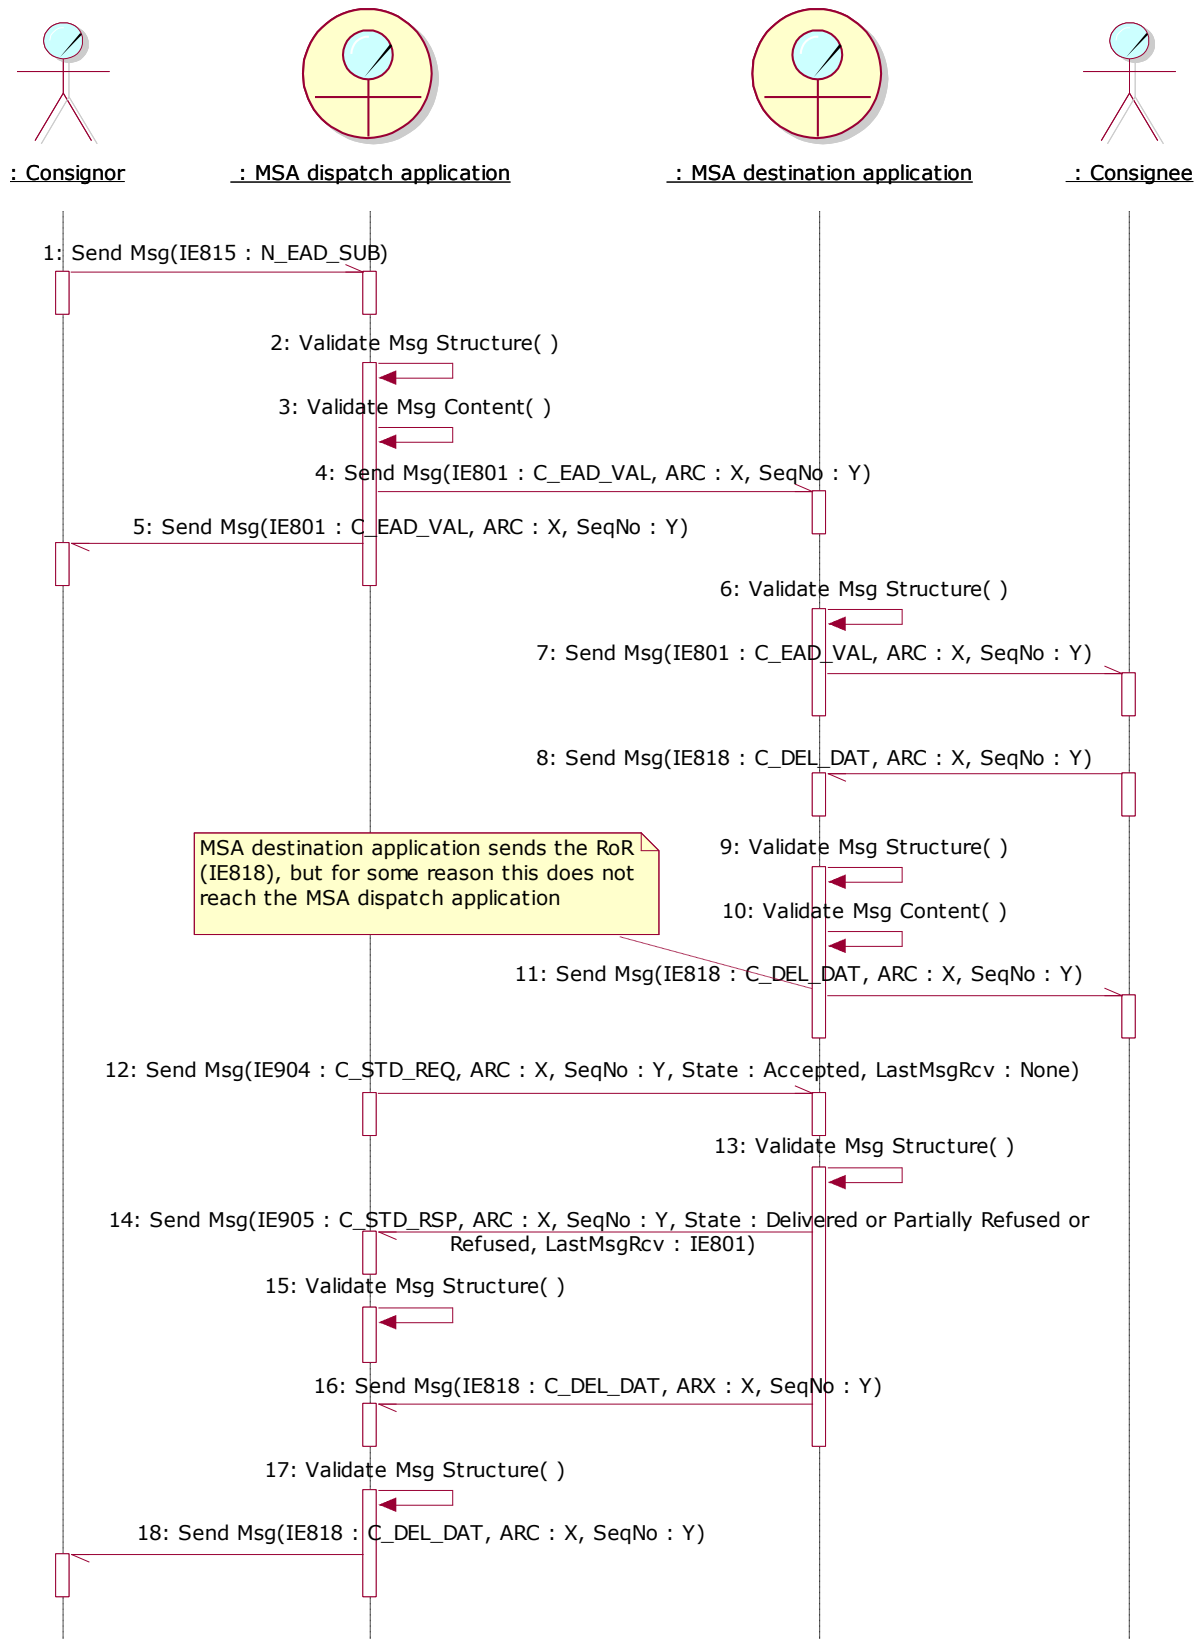 : Consignor
: MSA dispatch application
: MSA destination application
: Consignee
1: Send Msg(IE815 : N_EAD_SUB)
2: Validate Msg Structure( )
3: Validate Msg Content( )
4: Send Msg(IE801 : C_EAD_VAL, ARC : X, SeqNo : Y)
5: Send Msg(IE801 : C_EAD_VAL, ARC : X, SeqNo : Y)
6: Validate Msg Structure( )
7: Send Msg(IE801 : C_EAD_VAL, ARC : X, SeqNo : Y)
8: Send Msg(IE818 : C_DEL_DAT, ARC : X, SeqNo : Y)
MSA destination application sends the RoR
(IE818), but for some reason this does not
reach the MSA dispatch application
9: Validate Msg Structure( )
10: Validate Msg Content( )
11: Send Msg(IE818 : C_DEL_DAT, ARC : X, SeqNo : Y)
12: Send Msg(IE904 : C_STD_REQ, ARC : X, SeqNo : Y, State : Accepted, LastMsgRcv : None)
13: Validate Msg Structure( )
14: Send Msg(IE905 : C_STD_RSP, ARC : X, SeqNo : Y, State : Delivered or Partially Refused or
Refused, LastMsgRcv : IE801)
15: Validate Msg Structure( )
16: Send Msg(IE818 : C_DEL_DAT, ARX : X, SeqNo : Y)
17: Validate Msg Structure( )
18: Send Msg(IE818 : C_DEL_DAT, ARC : X, SeqNo : Y)